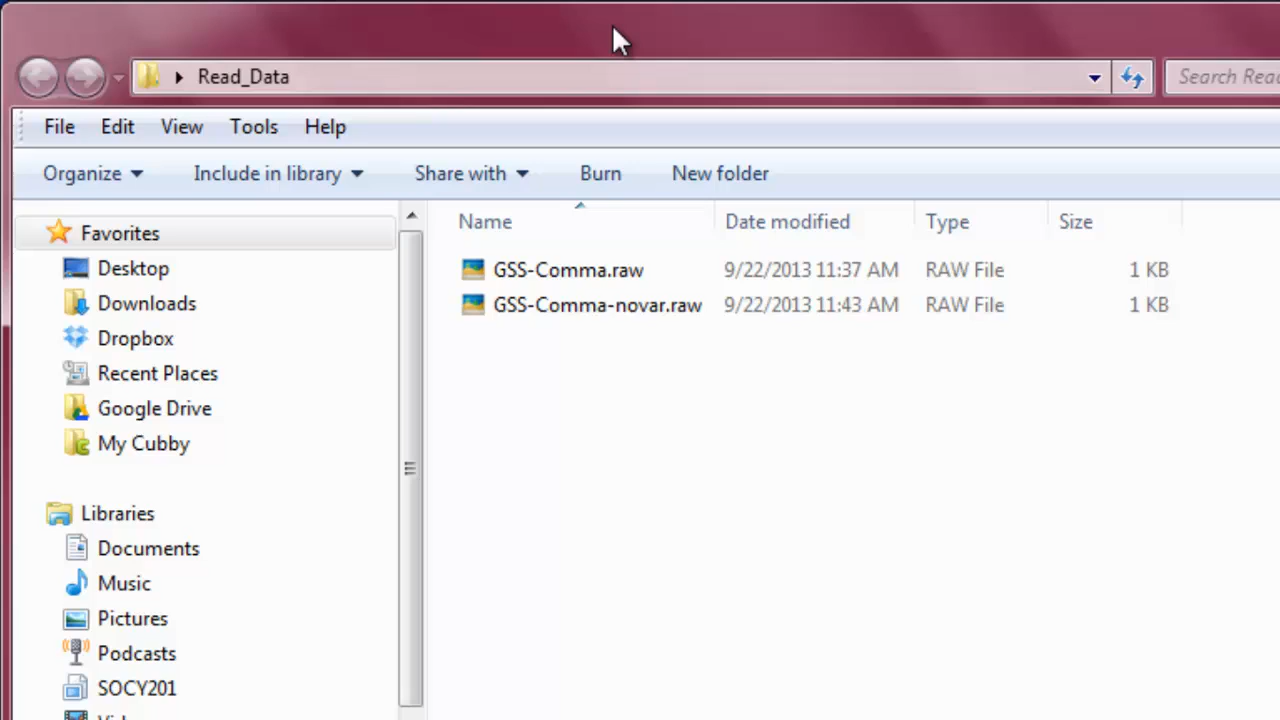 Read_Data
File Edit View Tools Help
Organize Include in library Share with Burn New folder
Name Date modified Type Size
GSS-Comma.raw 9/22/2013 11:37 AM RAW File 1 KB
GSS-Comma-novar.raw 9/22/2013 11:43 AM RAW File 1 KB
Favorites
Desktop
Downloads
Dropbox
Recent Places
Google Drive
My Cubby
Libraries
Documents
Music
Pictures
Podcasts
SOCY201